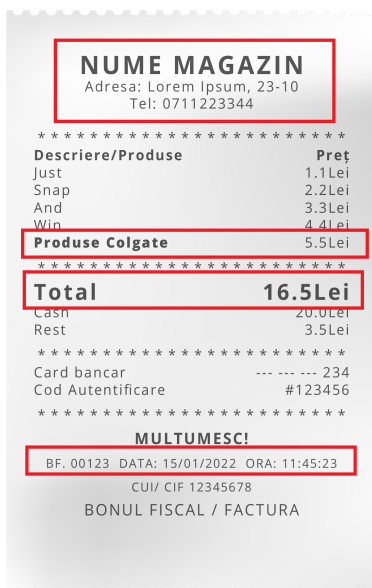 NUME MAGAZIN
Adresa: Lorem Ipsum, 23-10
Tel: 0711223344
* * * * * * * * * * * * * * * * * * * * * * * *
Descriere/Produse Preț
Just 1.1Lei
Snap 2.2Lei
And 3.3Lei
Win 4.4Lei
Produse Colgate 5.5Lei
* * * * * * * * * * * * * * * * * * * * * * * *
Total 16.5Lei
Cash 20.0Lei
Rest 3.5Lei
* * * * * * * * * * * * * * * * * * * * * * * *
Card bancar --- --- --- 234
Cod Autentificare #123456
* * * * * * * * * * * * * * * * * * * * * * * *
MULTUMESC!
BF. 00123 DATA: 15/01/2022 ORA: 11:45:23
CUI/ CIF 12345678
BONUL FISCAL / FACTURA